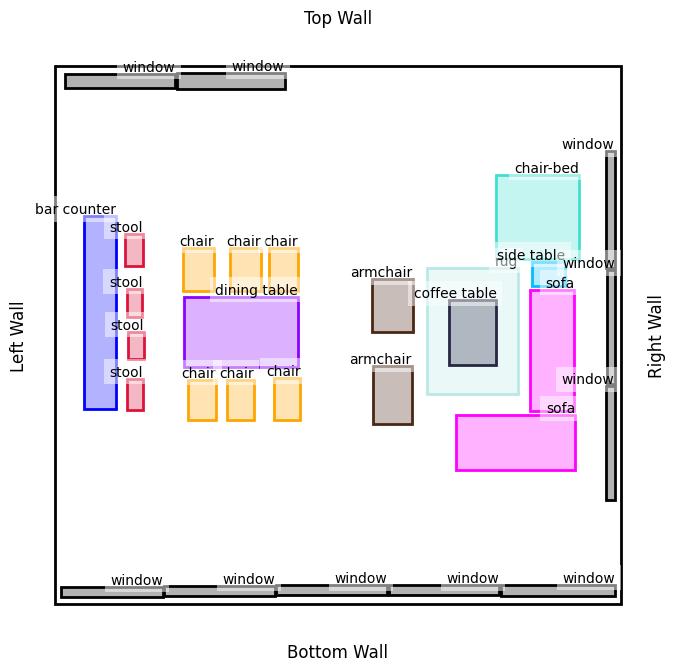 Top Wall
window
window
window
chair-bed
bar counter
stool
chair
chair
chair
side table
rug
window
armchair
stool
dining table
coffee table
sofa
Left Wall
Right Wall
stool
armchair
stool
chair
chair
chair
window
sofa
window
window
window
window
window
Bottom Wall